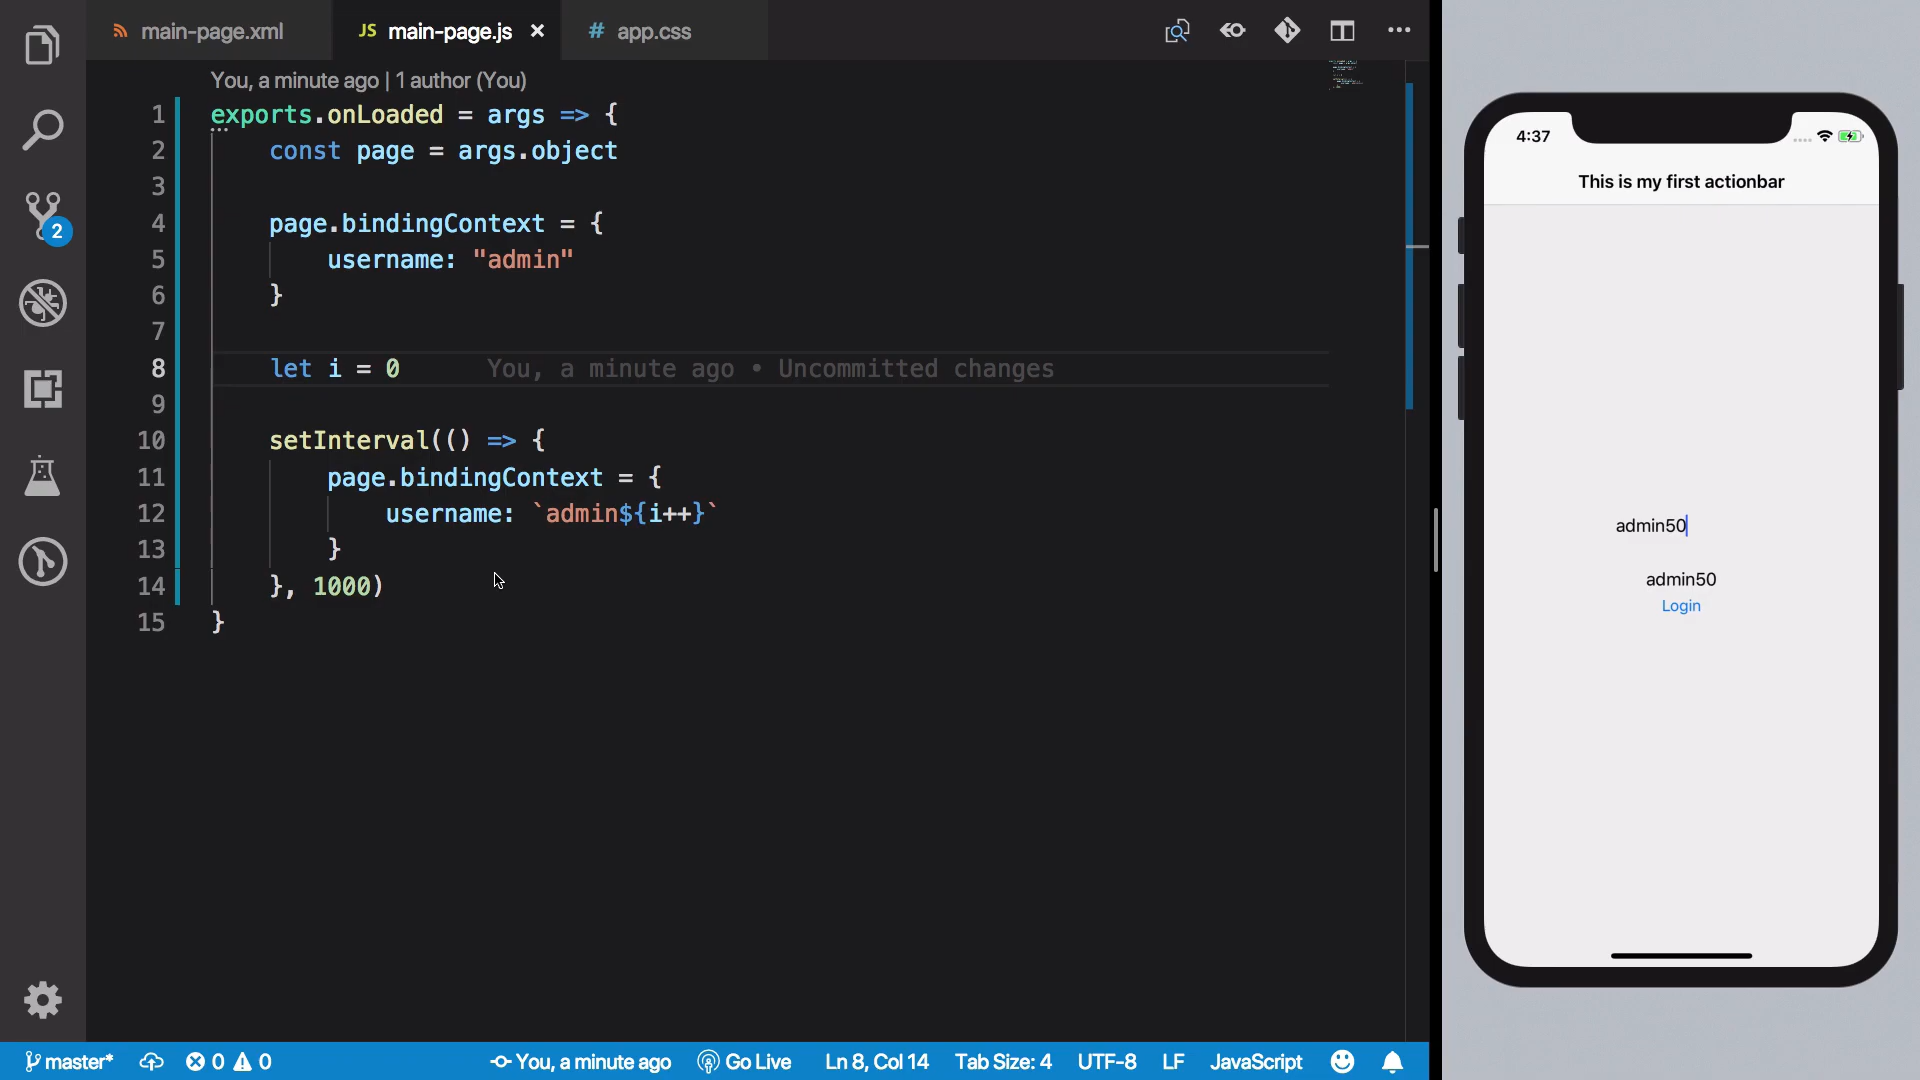 main-page.xml
JS main-page.js
# app.css
You, a minute ago | 1 author (You)
1 exports.onLoaded = args => {
2 const page = args.object
3
4 page.bindingContext = {
5 username: "admin"
6 }
7
8 let i = 0 You, a minute ago • Uncommitted changes
9
10 setInterval(() => {
11 page.bindingContext = {
12 username: `admin${i++}`
13 }
14 }, 1000)
15 }
2
master* 0 0 You, a minute ago Go Live Ln 8, Col 14 Tab Size: 4 UTF-8 LF JavaScript
4:37
This is my first actionbar
admin50
admin50
Login